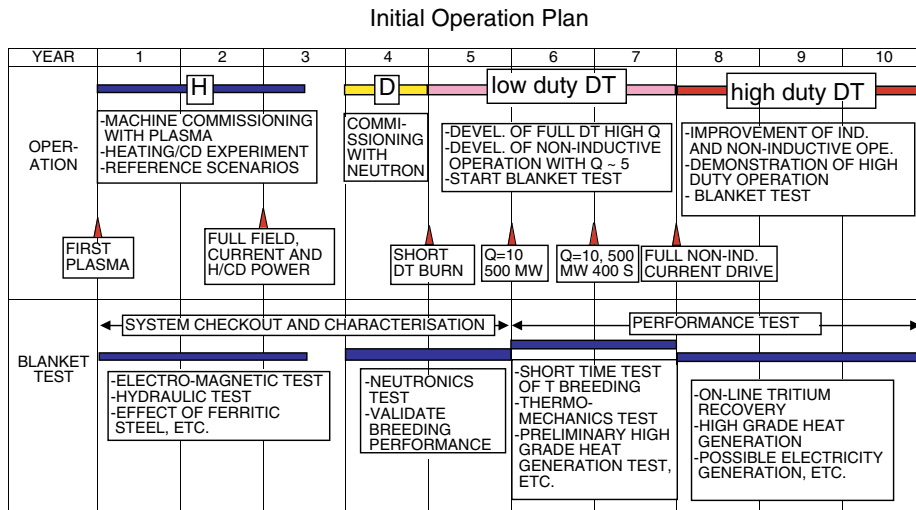 Initial Operation Plan
YEAR 1 2 3 4 5 6 7 8 9 10
H D low duty DT high duty DT
OPER-
ATION
-MACHINE COMMISSIONING
WITH PLASMA
-HEATING/CD EXPERIMENT
-REFERENCE SCENARIOS
COMMI-
SSIONING
WITH
NEUTRON
-DEVEL. OF FULL DT HIGH Q
-DEVEL. OF NON-INDUCTIVE
OPERATION WITH Q ~ 5
-START BLANKET TEST
-IMPROVEMENT OF IND.
AND NON-INDUCTIVE OPE.
-DEMONSTRATION OF HIGH
DUTY OPERATION
- BLANKET TEST
FIRST
PLASMA
FULL FIELD,
CURRENT AND
H/CD POWER
SHORT
DT BURN
Q=10
500 MW
Q=10, 500
MW 400 S
FULL NON-IND.
CURRENT DRIVE
BLANKET
TEST
SYSTEM CHECKOUT AND CHARACTERISATION
PERFORMANCE TEST
-ELECTRO-MAGNETIC TEST
-HYDRAULIC TEST
-EFFECT OF FERRITIC
STEEL, ETC.
-NEUTRONICS
TEST
-VALIDATE
BREEDING
PERFORMANCE
-SHORT TIME TEST
OF T BREEDING
-THERMO-
MECHANICS TEST
-PRELIMINARY HIGH
GRADE HEAT
GENERATION TEST,
ETC.
-ON-LINE TRITIUM
RECOVERY
-HIGH GRADE HEAT
GENERATION
-POSSIBLE ELECTRICITY
GENERATION, ETC.